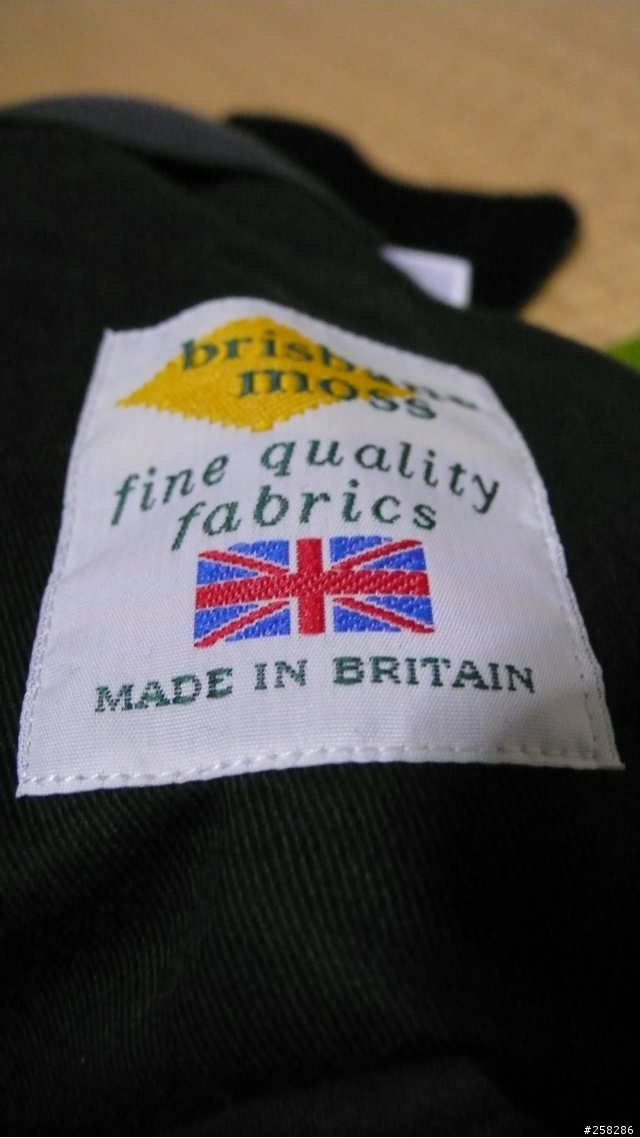 brisbane
moss
fine quality
fabrics
MADE IN BRITAIN
#258286